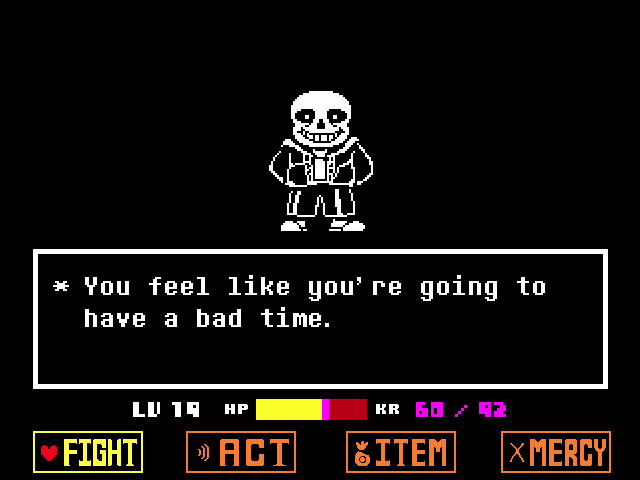 * You feel like you're going to
have a bad time.
LV 19 HP KR 60 / 92
FIGHT ACT ITEM MERCY